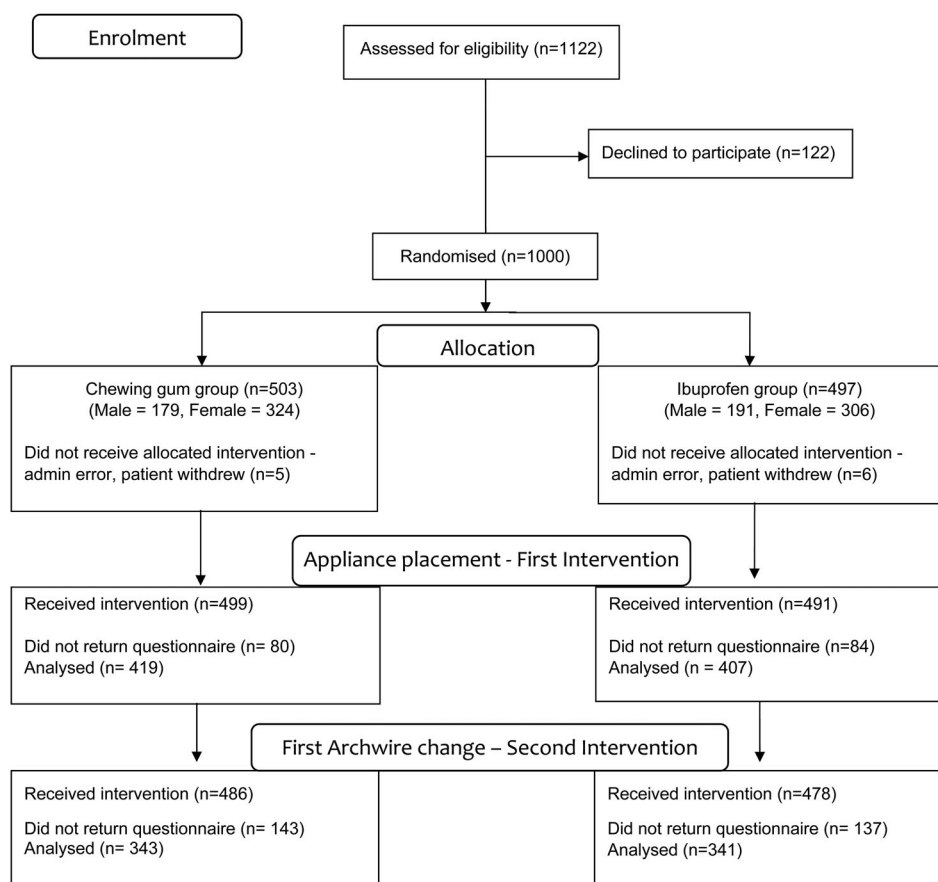 Enrolment
Assessed for eligibility (n=1122)
Declined to participate (n=122)
Randomised (n=1000)
Allocation
Chewing gum group (n=503)
(Male = 179, Female = 324)
Did not receive allocated intervention -
admin error, patient withdrew (n=5)
Ibuprofen group (n=497)
(Male = 191, Female = 306)
Did not receive allocated intervention -
admin error, patient withdrew (n=6)
Appliance placement - First Intervention
Received intervention (n=499)
Did not return questionnaire (n= 80)
Analysed (n= 419)
Received intervention (n=491)
Did not return questionnaire (n=84)
Analysed (n = 407)
First Archwire change – Second Intervention
Received intervention (n=486)
Did not return questionnaire (n= 143)
Analysed (n= 343)
Received intervention (n=478)
Did not return questionnaire (n= 137)
Analysed (n=341)